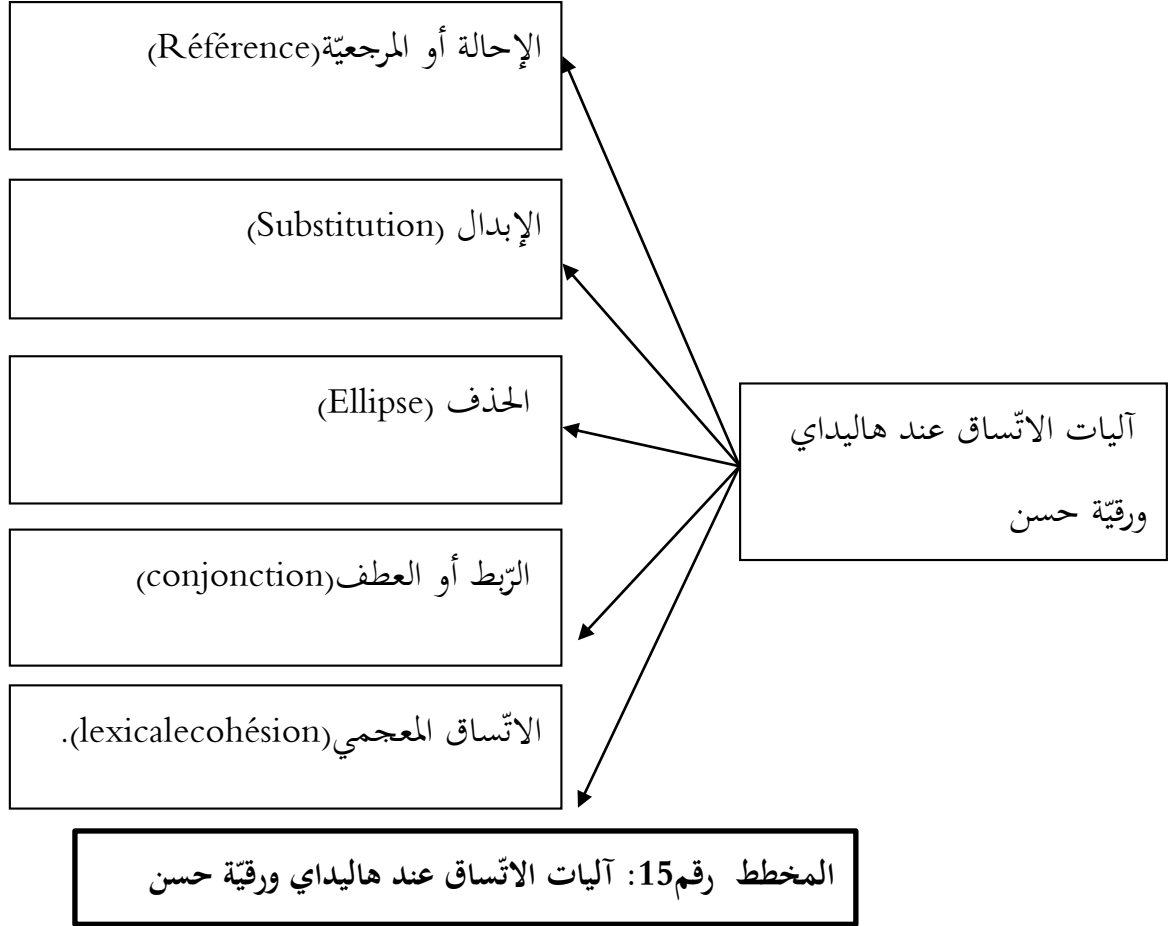 الإحالة أو المرجعيّة(Référence)
الإبدال (Substitution)
الحذف (Ellipse)
آليات الاتّساق عند هاليداي
ورقيّة حسن
الرّبط أو العطف(conjonction)
الاتّساق المعجمي(lexicalecohésion).
المخطط رقم15: آليات الاتّساق عند هاليداي ورقيّة حسن